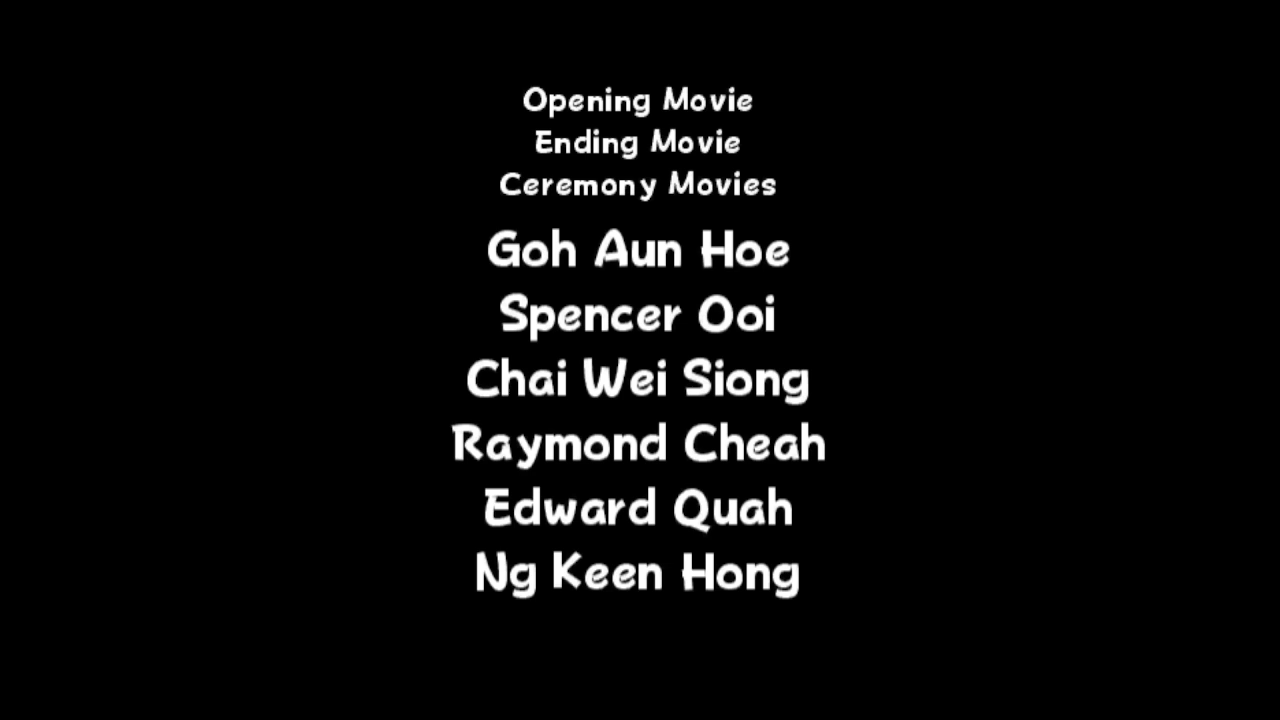 Opening Movie
Ending Movie
Ceremony Movies
Goh Aun Hoe
Spencer Ooi
Chai Wei Siong
Raymond Cheah
Edward Quah
Ng Keen Hong